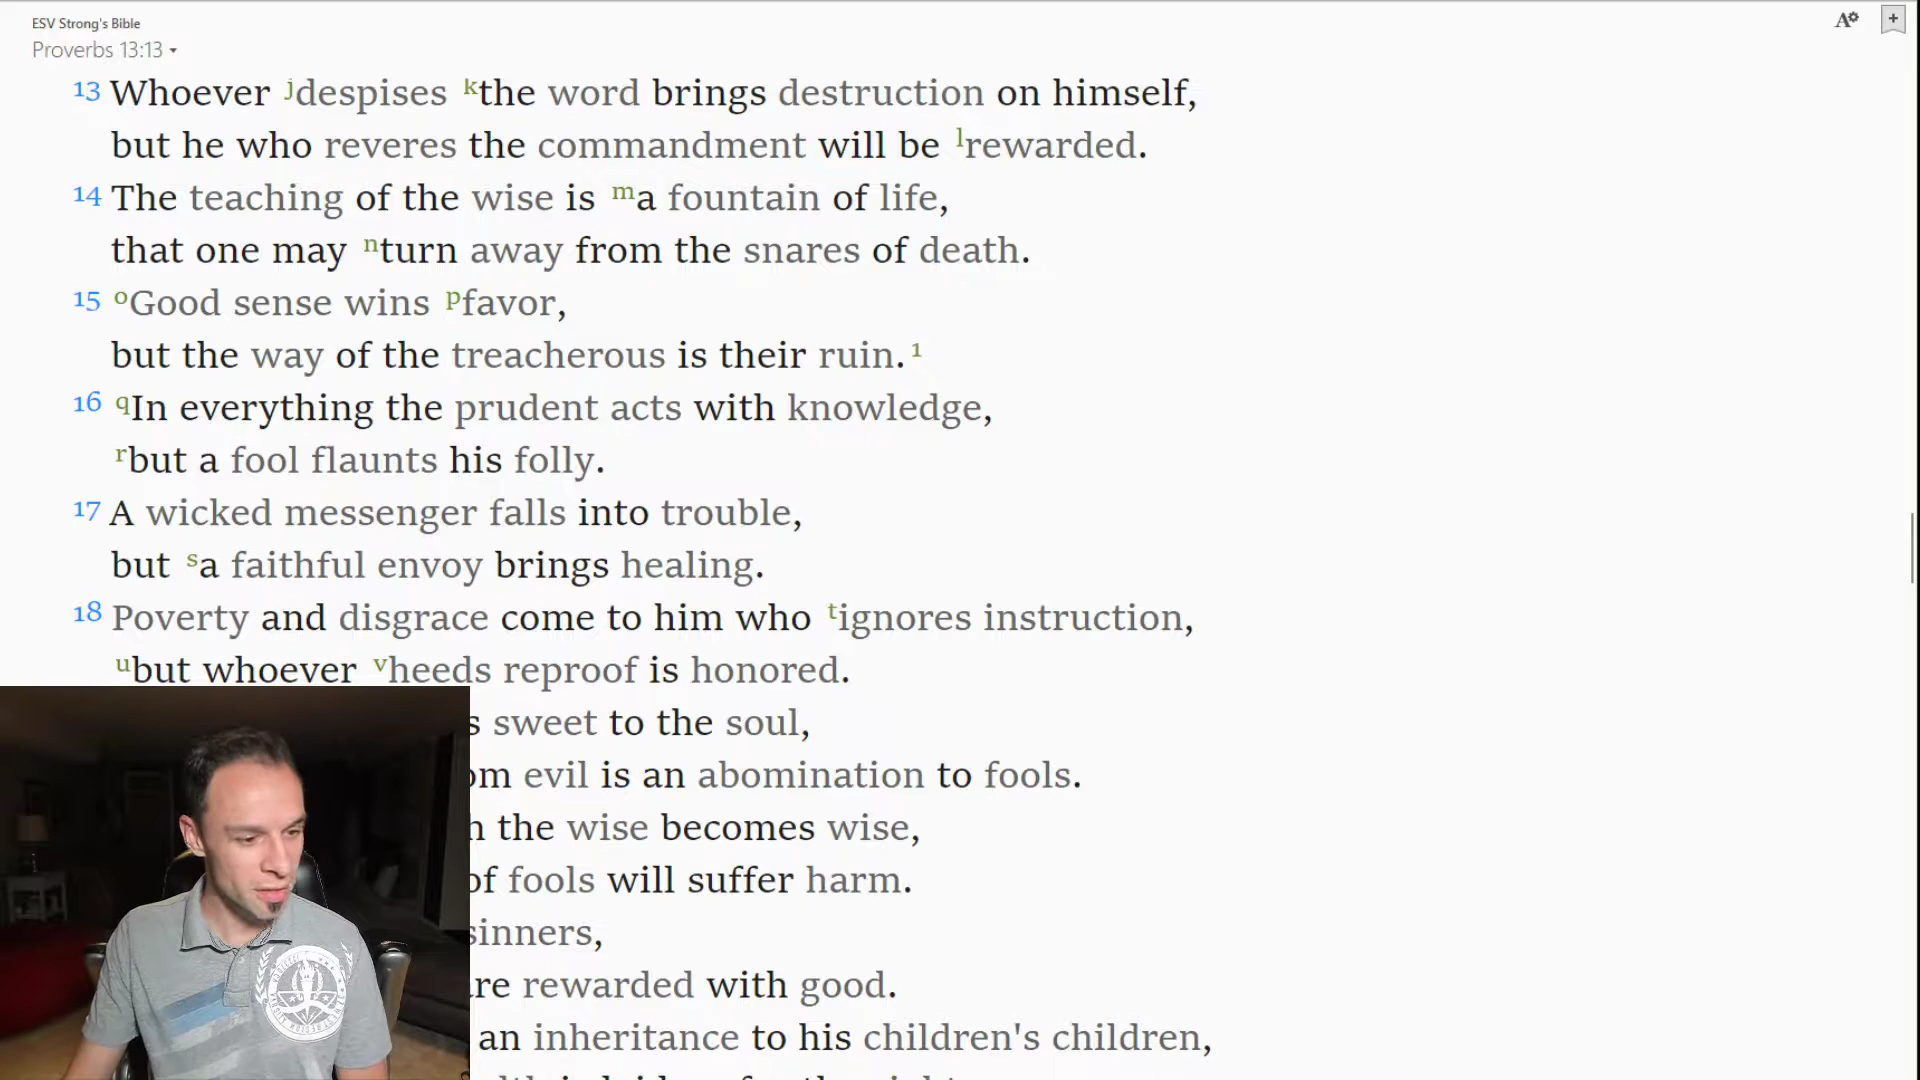 ESV Strong's Bible
Proverbs 13:13
13 Whoever jdespises kthe word brings destruction on himself,
but he who reveres the commandment will be lrewarded.
14 The teaching of the wise is ma fountain of life,
that one may nturn away from the snares of death.
15 oGood sense wins pfavor,
but the way of the treacherous is their ruin.1
16 qIn everything the prudent acts with knowledge,
rbut a fool flaunts his folly.
17 A wicked messenger falls into trouble,
but sa faithful envoy brings healing.
18 Poverty and disgrace come to him who tignores instruction,
ubut whoever vheeds reproof is honored.
s sweet to the soul,
om evil is an abomination to fools.
the wise becomes wise,
of fools will suffer harm.
sinners,
re rewarded with good.
an inheritance to his children's children,